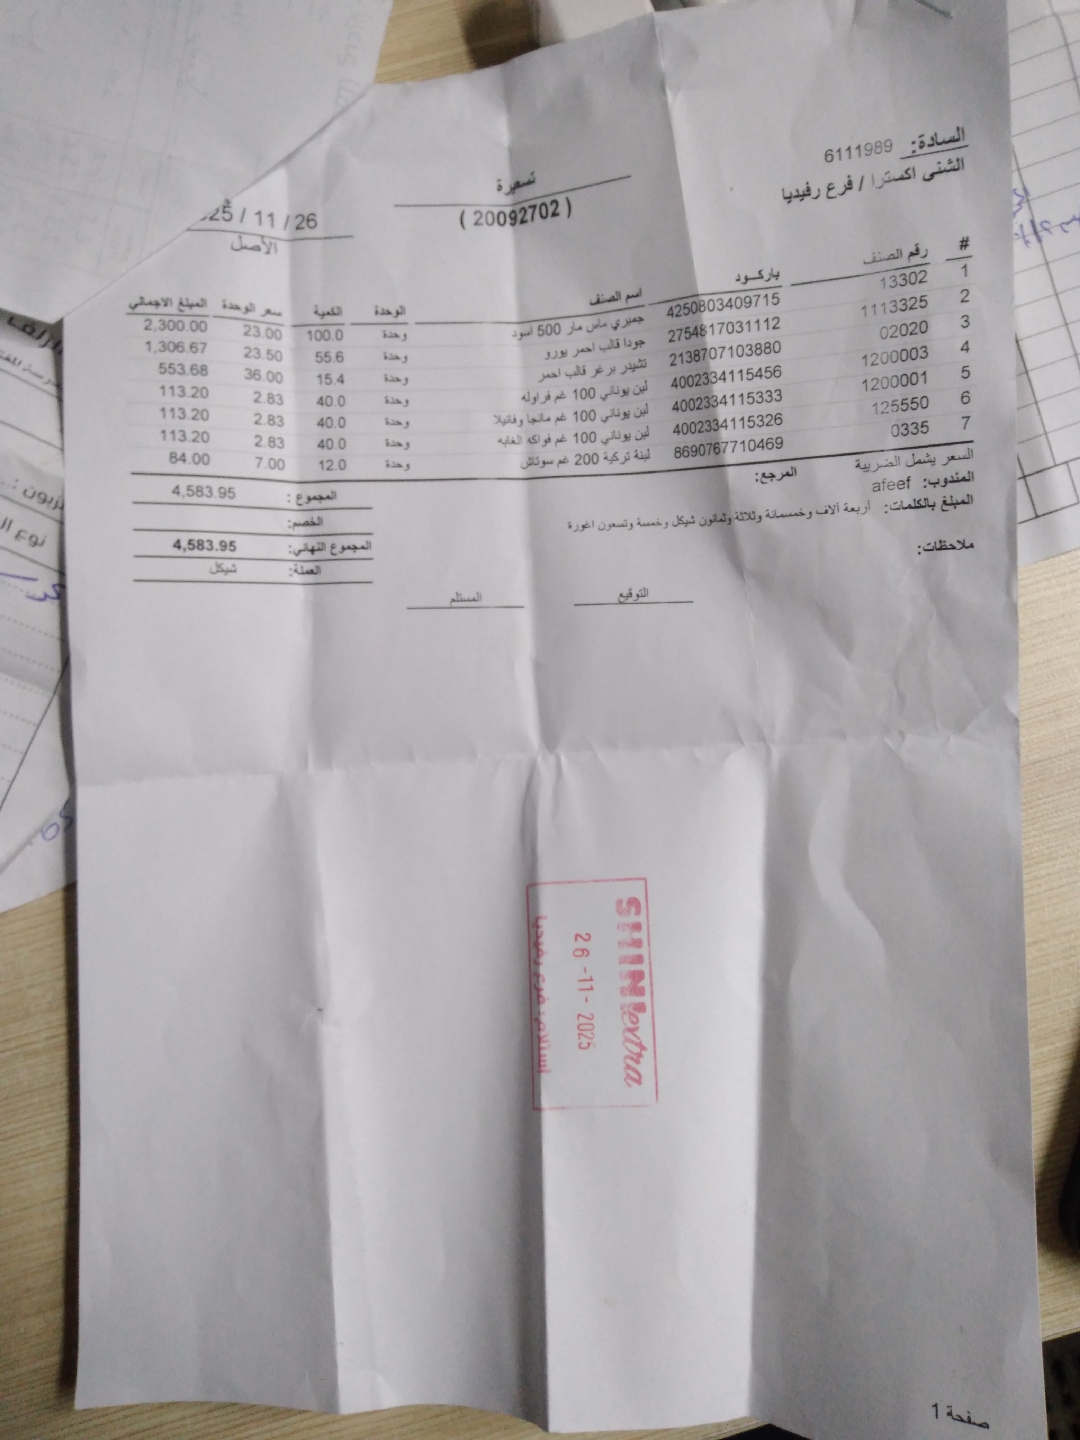 السادة: 6111989
الشني اكسترا / فرع رفيديا
تسعيرة
( 20092702 )
25 / 11 / 26
الأصل
# رقم الصنف باركود اسم الصنف الوحدة الكمية سعر الوحدة المبلغ الاجمالي
1 13302 4250803409715 جمبري ماس مار 500 اسود وحدة 100.0 23.00 2,300.00
2 1113325 2754817031112 جودا قالب احمر يورو وحدة 55.6 23.50 1,306.67
3 02020 2138707103880 تشيدر برغر قالب احمر وحدة 15.4 36.00 553.68
4 1200003 4002334115456 لبن يوناني 100 غم فراوله وحدة 40.0 2.83 113.20
5 1200001 4002334115333 لبن يوناني 100 غم مانجا وفانيلا وحدة 40.0 2.83 113.20
6 125550 4002334115326 لبن يوناني 100 غم فواكه الغابه وحدة 40.0 2.83 113.20
7 0335 8690767710469 لبنة تركية 200 غم سوتاش وحدة 12.0 7.00 84.00
السعر يشمل الضريبة
المرجع:
المندوب: afeef
المبلغ بالكلمات: أربعة آلاف وخمسمائة وثلاثة وثمانون شيكل وخمسة وتسعون اغورة
ملاحظات:
المجموع: 4,583.95
الخصم:
المجموع النهائي: 4,583.95
العملة: شيكل
التوقيع
المستلم
SHINI extra
26 -11- 2025
استلام فرع رفيديا
صفحة 1